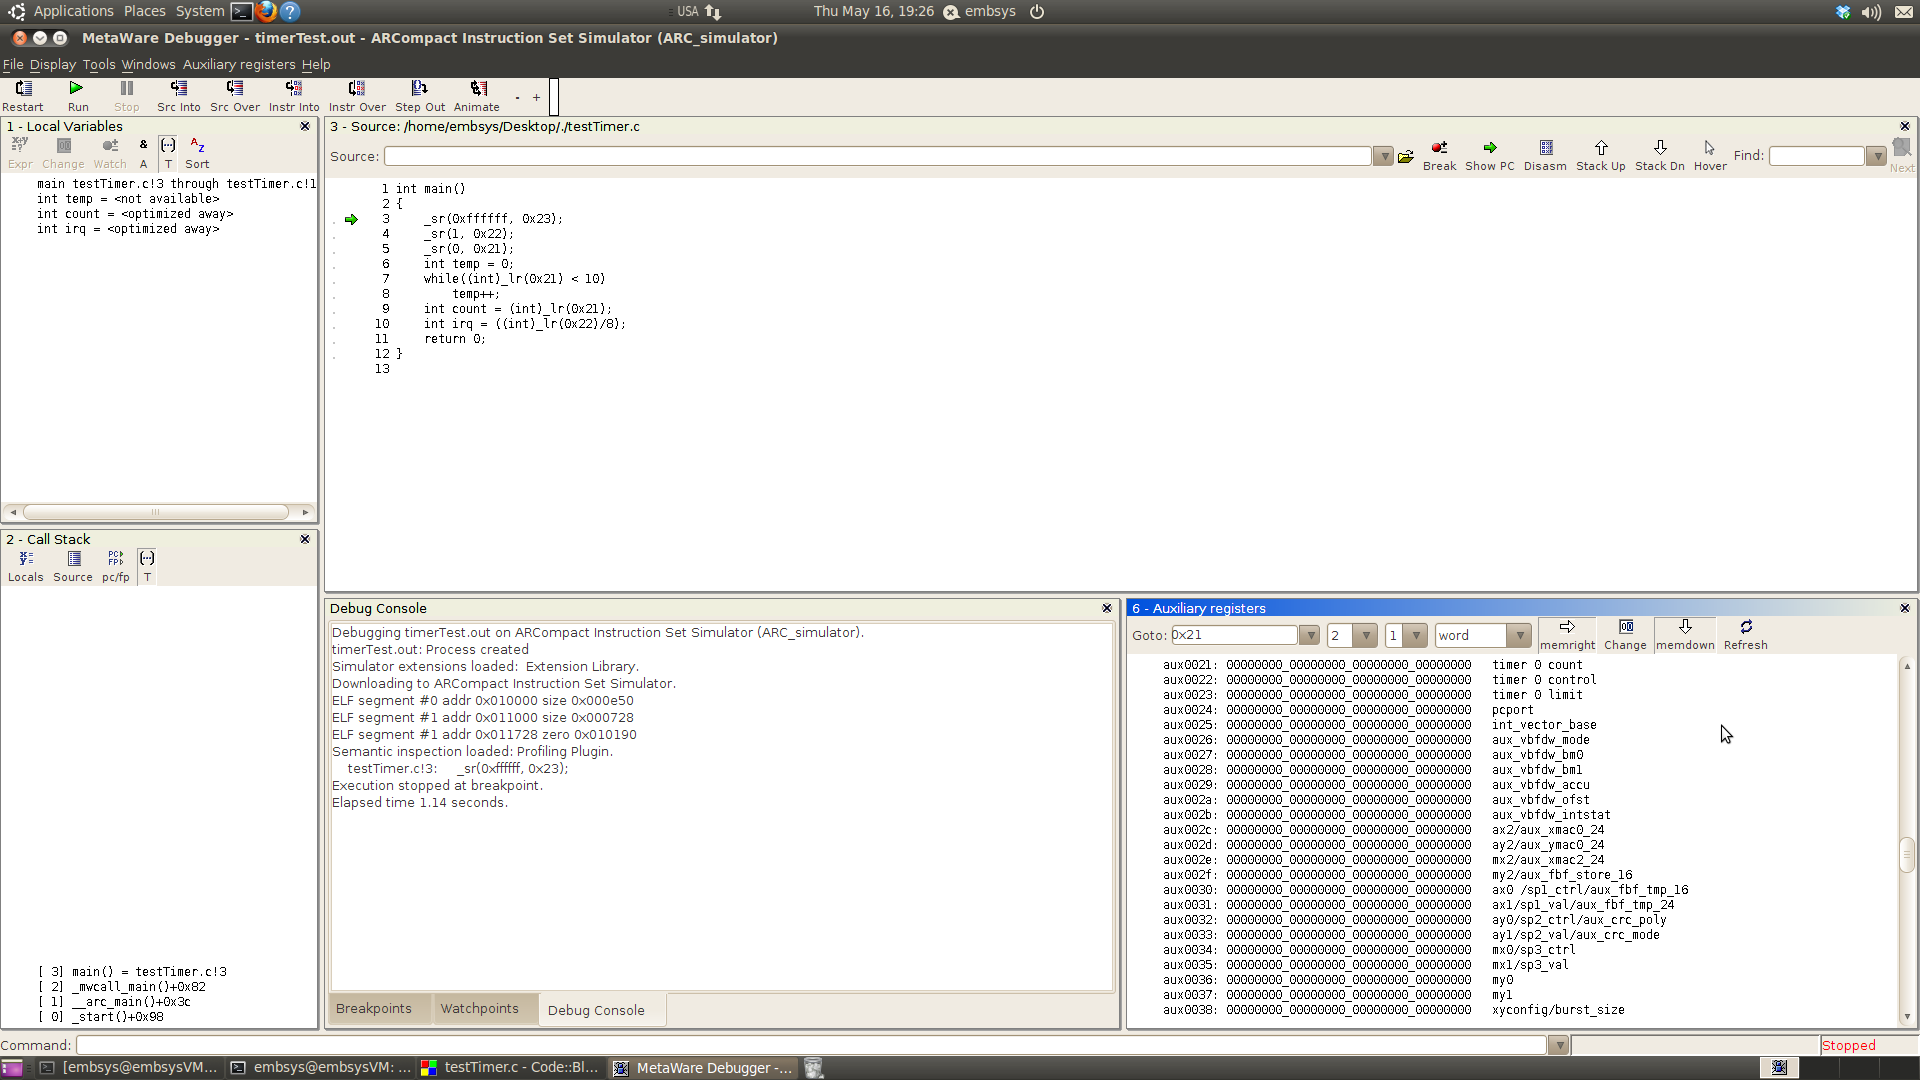 Applications Places System USA Thu May 16, 19:26 embsys
MetaWare Debugger - timerTest.out - ARCompact Instruction Set Simulator (ARC_simulator)
File Display Tools Windows Auxiliary registers Help
Restart Run Stop Src Into Src Over Instr Into Instr Over Step Out Animate - +
1 - Local Variables
Expr Change Watch A T Sort
main testTimer.c!3 through testTimer.c!1
int temp = <not available>
int count = <optimized away>
int irq = <optimized away>
2 - Call Stack
Locals Source pc/fp T
[ 3] main() = testTimer.c!3
[ 2] _mwcall_main()+0x82
[ 1] __arc_main()+0x3c
[ 0] _start()+0x98
3 - Source: /home/embsys/Desktop/./testTimer.c
Source: Break Show PC Disasm Stack Up Stack Dn Hover Find: Next
1 int main()
2 {
3 _sr(0xffffff, 0x23);
4 _sr(1, 0x22);
5 _sr(0, 0x21);
6 int temp = 0;
7 while((int)_lr(0x21) < 10)
8 temp++;
9 int count = (int)_lr(0x21);
10 int irq = ((int)_lr(0x22)/8);
11 return 0;
12 }
13
Debug Console
Debugging timerTest.out on ARCompact Instruction Set Simulator (ARC_simulator).
timerTest.out: Process created
Simulator extensions loaded: Extension Library.
Downloading to ARCompact Instruction Set Simulator.
ELF segment #0 addr 0x010000 size 0x000e50
ELF segment #1 addr 0x011000 size 0x000728
ELF segment #1 addr 0x011728 zero 0x010190
Semantic inspection loaded: Profiling Plugin.
testTimer.c!3: _sr(0xffffff, 0x23);
Execution stopped at breakpoint.
Elapsed time 1.14 seconds.
Breakpoints Watchpoints Debug Console
6 - Auxiliary registers
Goto: 0x21 2 1 word memright Change memdown Refresh
aux0021: 00000000_00000000_00000000_00000000 timer 0 count
aux0022: 00000000_00000000_00000000_00000000 timer 0 control
aux0023: 00000000_00000000_00000000_00000000 timer 0 limit
aux0024: 00000000_00000000_00000000_00000000 pcport
aux0025: 00000000_00000000_00000000_00000000 int_vector_base
aux0026: 00000000_00000000_00000000_00000000 aux_vbfdw_mode
aux0027: 00000000_00000000_00000000_00000000 aux_vbfdw_bm0
aux0028: 00000000_00000000_00000000_00000000 aux_vbfdw_bm1
aux0029: 00000000_00000000_00000000_00000000 aux_vbfdw_accu
aux002a: 00000000_00000000_00000000_00000000 aux_vbfdw_ofst
aux002b: 00000000_00000000_00000000_00000000 aux_vbfdw_intstat
aux002c: 00000000_00000000_00000000_00000000 ax2/aux_xmac0_24
aux002d: 00000000_00000000_00000000_00000000 ay2/aux_ymac0_24
aux002e: 00000000_00000000_00000000_00000000 mx2/aux_xmac2_24
aux002f: 00000000_00000000_00000000_00000000 my2/aux_fbf_store_16
aux0030: 00000000_00000000_00000000_00000000 ax0 /sp1_ctrl/aux_fbf_tmp_16
aux0031: 00000000_00000000_00000000_00000000 ax1/sp1_val/aux_fbf_tmp_24
aux0032: 00000000_00000000_00000000_00000000 ay0/sp2_ctrl/aux_crc_poly
aux0033: 00000000_00000000_00000000_00000000 ay1/sp2_val/aux_crc_mode
aux0034: 00000000_00000000_00000000_00000000 mx0/sp3_ctrl
aux0035: 00000000_00000000_00000000_00000000 mx1/sp3_val
aux0036: 00000000_00000000_00000000_00000000 my0
aux0037: 00000000_00000000_00000000_00000000 my1
aux0038: 00000000_00000000_00000000_00000000 xyconfig/burst_size
Command: Stopped
[embsys@embsysVM... embsys@embsysVM: ... testTimer.c - Code::Bl... MetaWare Debugger -...